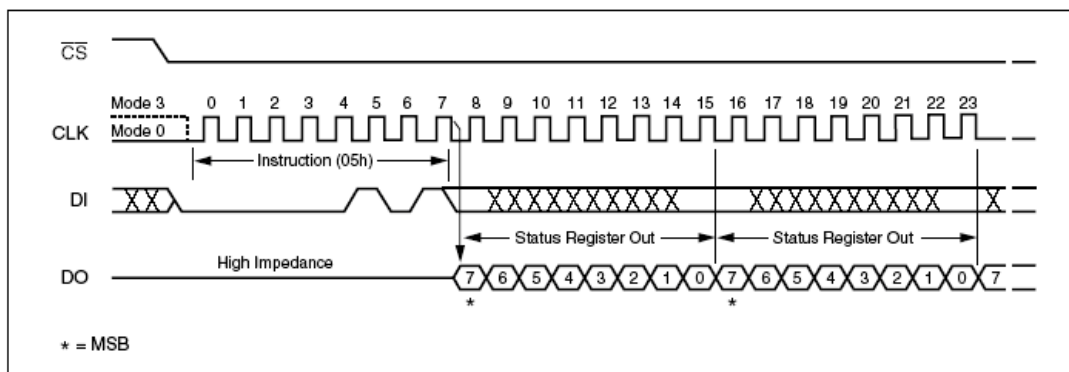 CS
Mode 3 0 1 2 3 4 5 6 7 8 9 10 11 12 13 14 15 16 17 18 19 20 21 22 23
CLK Mode 0
Instruction (05h)
DI
Status Register Out Status Register Out
High Impedance
DO 7 6 5 4 3 2 1 0 7 6 5 4 3 2 1 0 7
* *
* = MSB